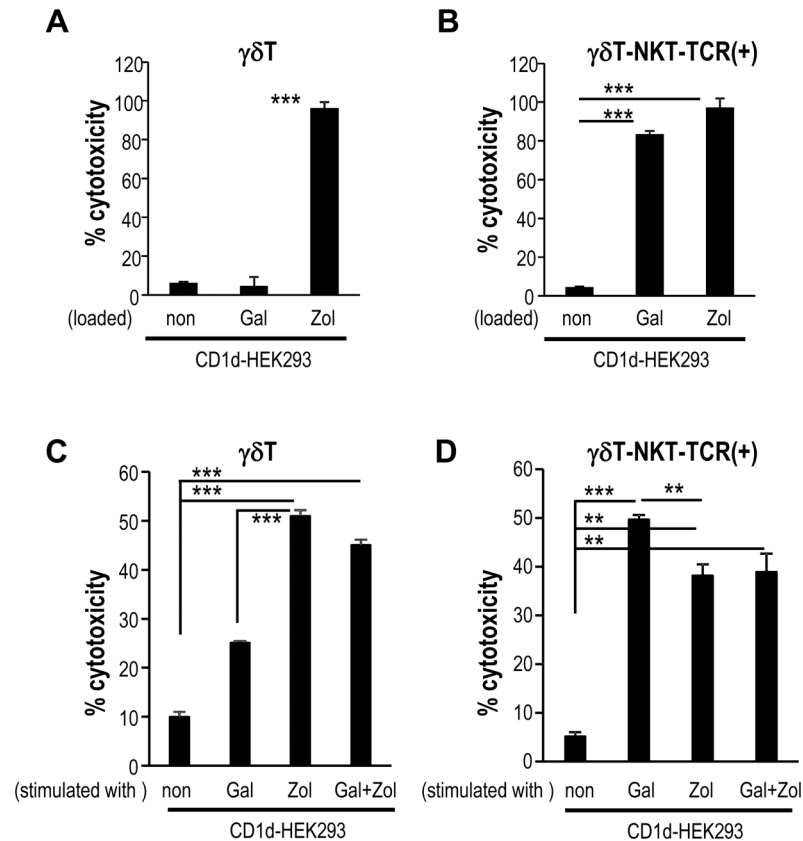 A
γδT
120
100
80
60
40
20
0
% cytotoxicity
***
(loaded) non Gal Zol
CD1d-HEK293
B
γδT-NKT-TCR(+)
120
100
80
60
40
20
0
% cytotoxicity
***
***
non Gal Zol
CD1d-HEK293
C
γδT
60
50
40
30
20
10
0
% cytotoxicity
***
***
***
(stimulated with ) non Gal Zol Gal+Zol
CD1d-HEK293
D
γδT-NKT-TCR(+)
60
50
40
30
20
10
0
% cytotoxicity
*** **
**
**
(stimulated with ) non Gal Zol Gal+Zol
CD1d-HEK293